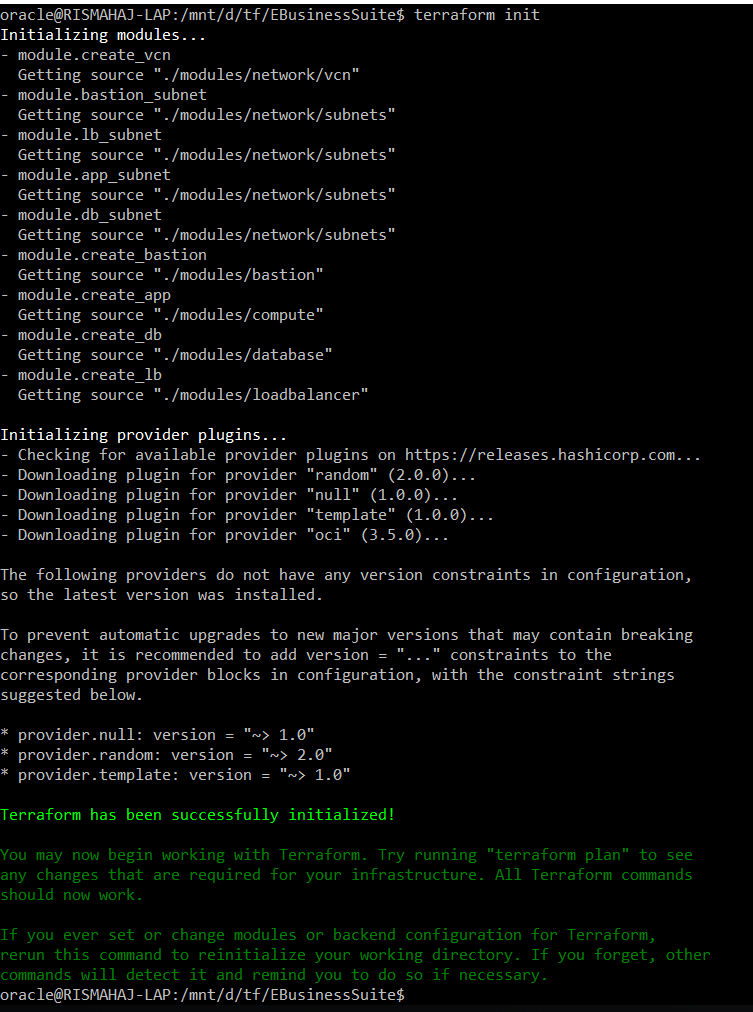 oracle@RISMAHAJ-LAP:/mnt/d/tf/EBusinessSuite$ terraform init
Initializing modules...
- module.create_vcn
  Getting source "./modules/network/vcn"
- module.bastion_subnet
  Getting source "./modules/network/subnets"
- module.lb_subnet
  Getting source "./modules/network/subnets"
- module.app_subnet
  Getting source "./modules/network/subnets"
- module.db_subnet
  Getting source "./modules/network/subnets"
- module.create_bastion
  Getting source "./modules/bastion"
- module.create_app
  Getting source "./modules/compute"
- module.create_db
  Getting source "./modules/database"
- module.create_lb
  Getting source "./modules/loadbalancer"

Initializing provider plugins...
- Checking for available provider plugins on https://releases.hashicorp.com...
- Downloading plugin for provider "random" (2.0.0)...
- Downloading plugin for provider "null" (1.0.0)...
- Downloading plugin for provider "template" (1.0.0)...
- Downloading plugin for provider "oci" (3.5.0)...

The following providers do not have any version constraints in configuration,
so the latest version was installed.

To prevent automatic upgrades to new major versions that may contain breaking
changes, it is recommended to add version = "..." constraints to the
corresponding provider blocks in configuration, with the constraint strings
suggested below.

* provider.null: version = "~> 1.0"
* provider.random: version = "~> 2.0"
* provider.template: version = "~> 1.0"

Terraform has been successfully initialized!

You may now begin working with Terraform. Try running "terraform plan" to see
any changes that are required for your infrastructure. All Terraform commands
should now work.

If you ever set or change modules or backend configuration for Terraform,
rerun this command to reinitialize your working directory. If you forget, other
commands will detect it and remind you to do so if necessary.
oracle@RISMAHAJ-LAP:/mnt/d/tf/EBusinessSuite$